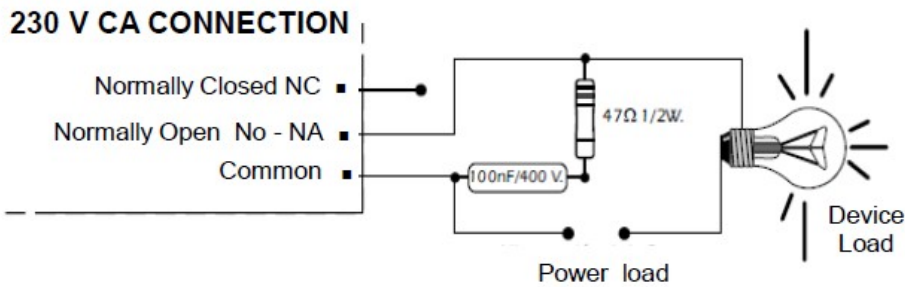 230 V CA CONNECTION
Normally Closed NC
Normally Open No - NA
Common
47Ω 1/2W.
100nF/400 V.
Device
Load
Power load